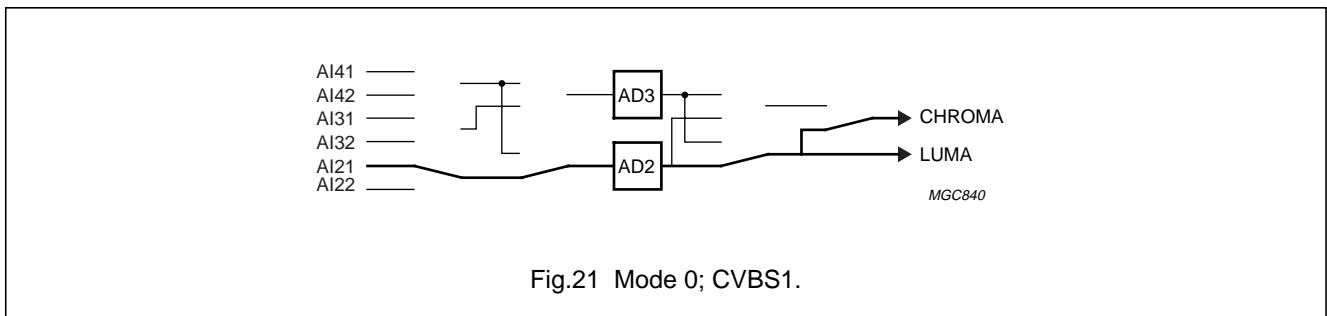 AI41
AI42
AI31
AI32
AI21
AI22
AD3
AD2
CHROMA
LUMA
MGC840
Fig.21 Mode 0; CVBS1.